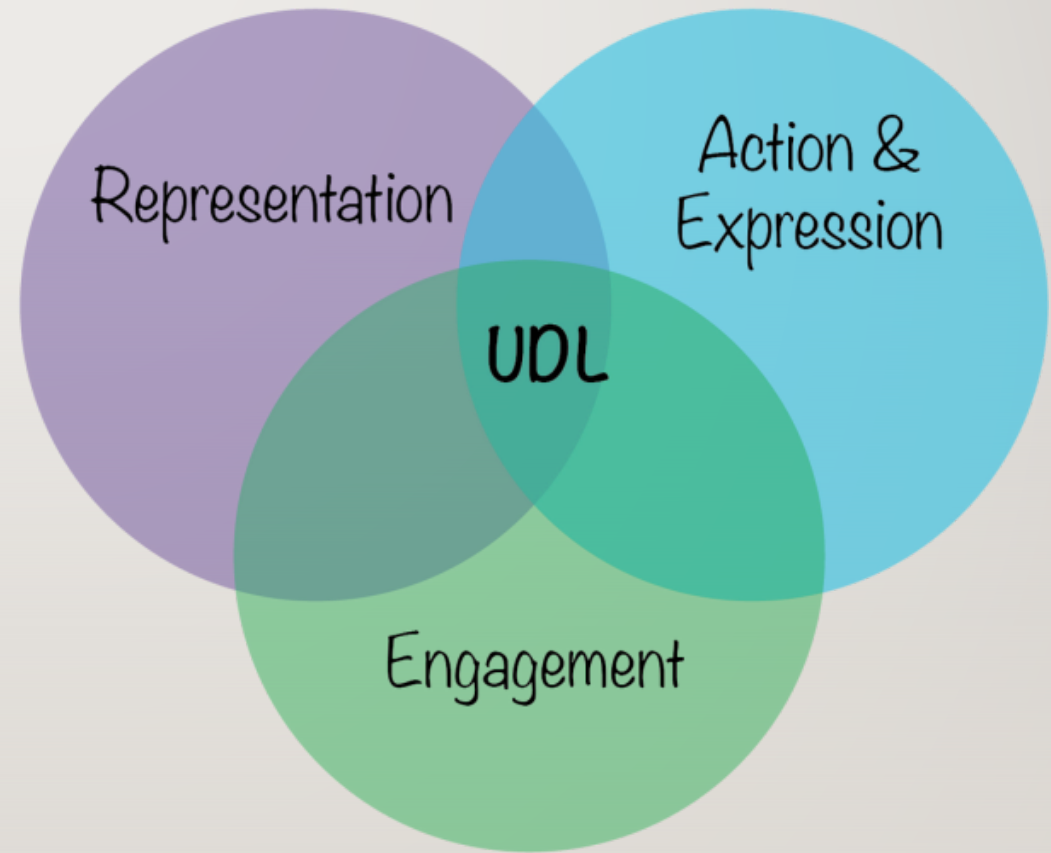 Representation
Action &
Expression
UDL
Engagement